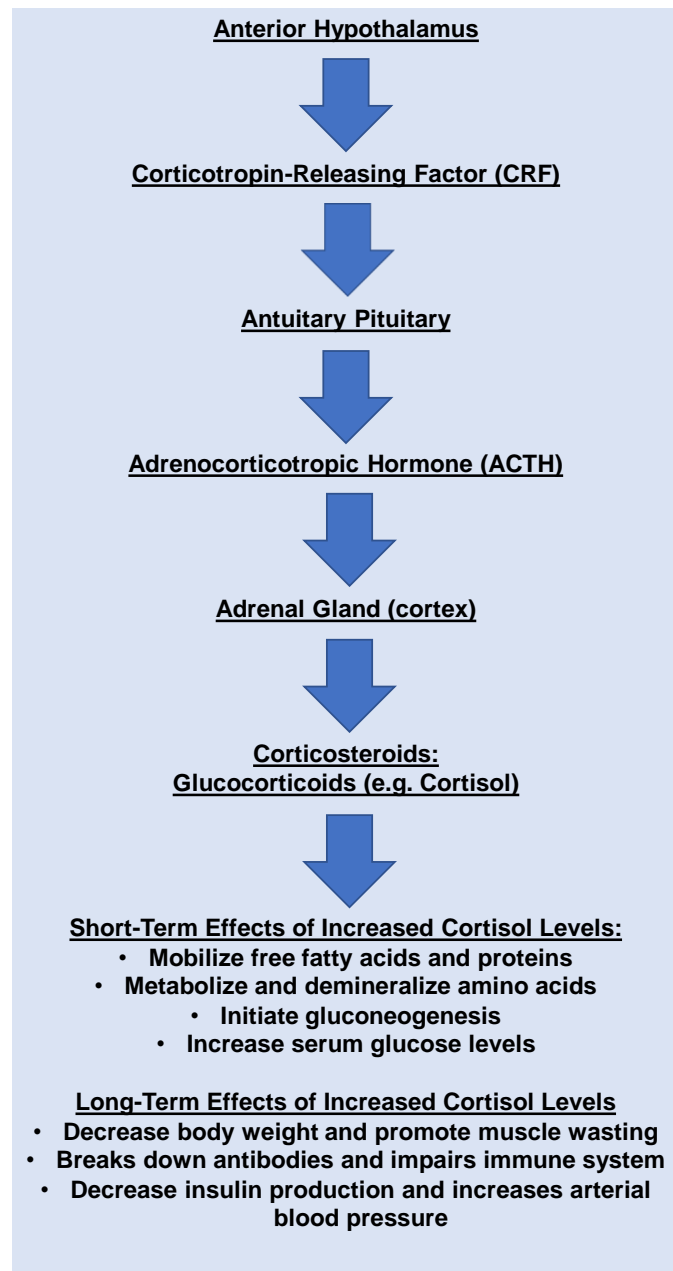 Anterior Hypothalamus
Corticotropin-Releasing Factor (CRF)
Antuitary Pituitary
Adrenocorticotropic Hormone (ACTH)
Adrenal Gland (cortex)
Corticosteroids:
Glucocorticoids (e.g. Cortisol)
Short-Term Effects of Increased Cortisol Levels:
• Mobilize free fatty acids and proteins
• Metabolize and demineralize amino acids
• Initiate gluconeogenesis
• Increase serum glucose levels
Long-Term Effects of Increased Cortisol Levels
• Decrease body weight and promote muscle wasting
• Breaks down antibodies and impairs immune system
• Decrease insulin production and increases arterial
blood pressure